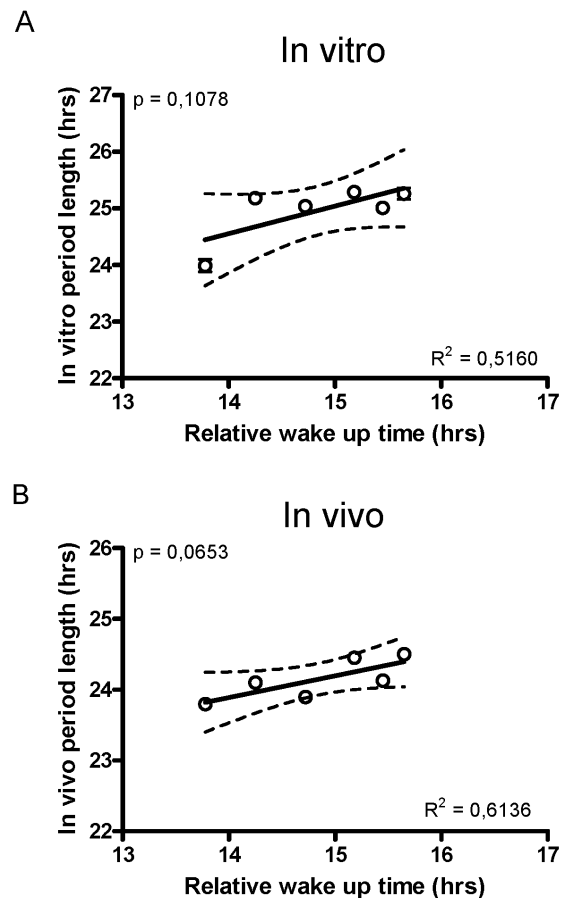 A
In vitro
27
p = 0,1078
26
25
24
23
22
In vitro period length (hrs)
R² = 0,5160
13 14 15 16 17
Relative wake up time (hrs)
B
In vivo
26
p = 0,0653
25
24
23
22
In vivo period length (hrs)
R² = 0,6136
13 14 15 16 17
Relative wake up time (hrs)